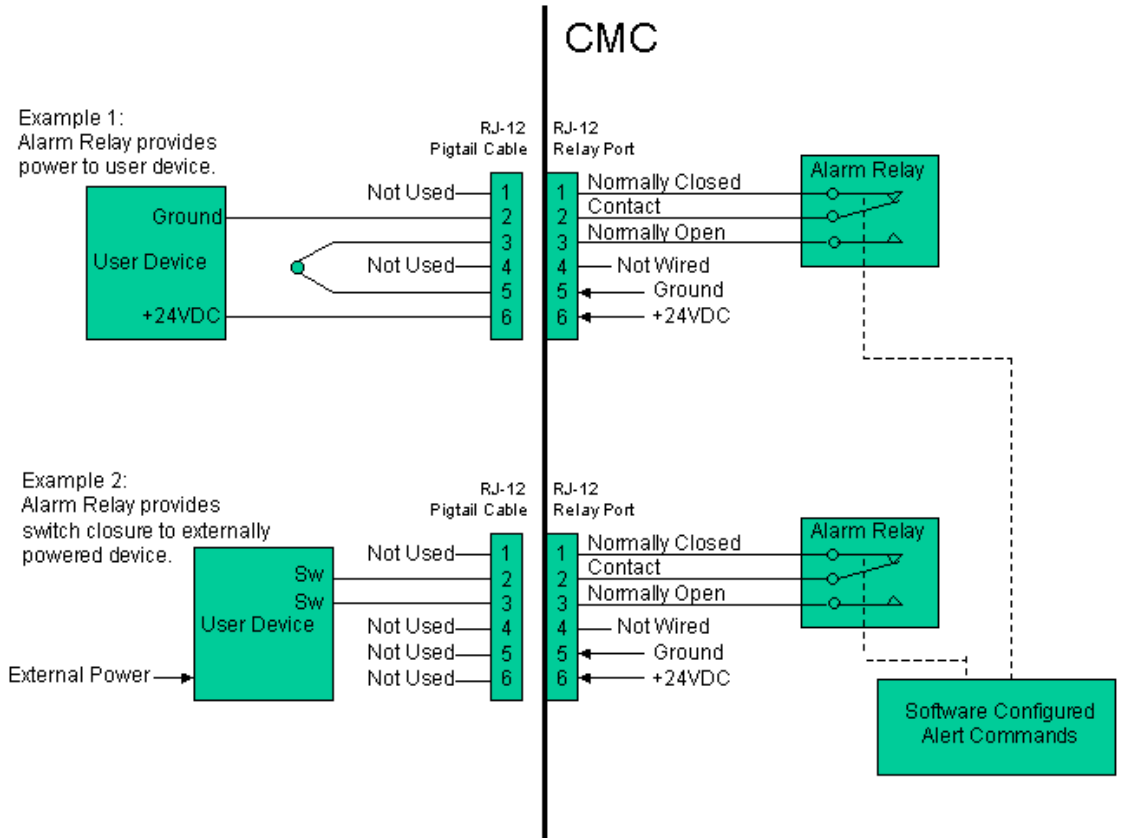 CMC
Example 1:
Alarm Relay provides
power to user device.
RJ-12
Pigtail Cable
RJ-12
Relay Port
Ground
User Device
+24VDC
Not Used
Not Used
1
2
3
4
5
6
1
2
3
4
5
6
Normally Closed
Contact
Normally Open
Not Wired
Ground
+24VDC
Alarm Relay
Example 2:
Alarm Relay provides
switch closure to externally
powered device.
RJ-12
Pigtail Cable
RJ-12
Relay Port
Sw
Sw
User Device
External Power
Not Used
Not Used
Not Used
Not Used
1
2
3
4
5
6
1
2
3
4
5
6
Normally Closed
Contact
Normally Open
Not Wired
Ground
+24VDC
Alarm Relay
Software Configured
Alert Commands